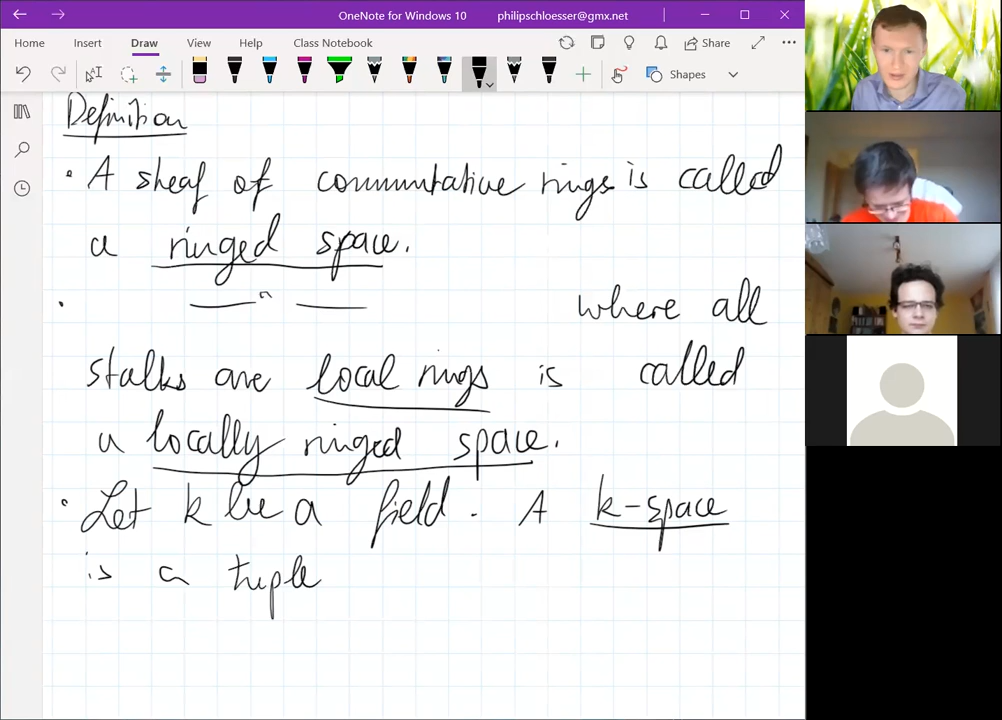 OneNote for Windows 10
philipschloesser@gmx.net
Home Insert Draw View Help Class Notebook
Share
Shapes
Definition
• A sheaf of commutative rings is called
a ringed space.
• —— " —— where all
stalks are local rings is called
a locally ringed space.
• Let k be a field. A k-space
is a tuple